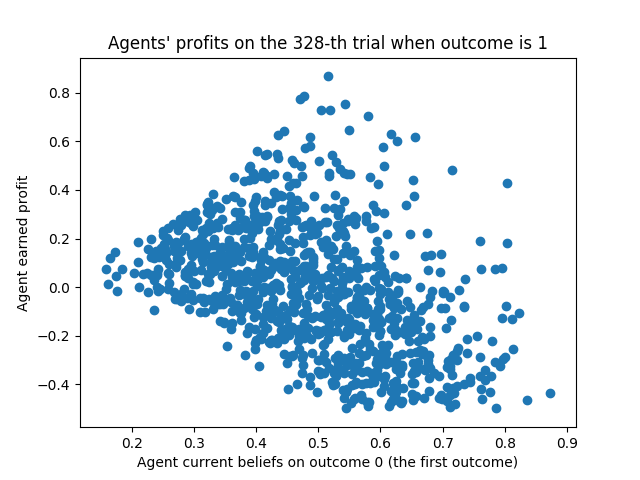 Agents' profits on the 328-th trial when outcome is 1
Agent earned profit
0.8
0.6
0.4
0.2
0.0
−0.2
−0.4
0.2 0.3 0.4 0.5 0.6 0.7 0.8 0.9
Agent current beliefs on outcome 0 (the first outcome)